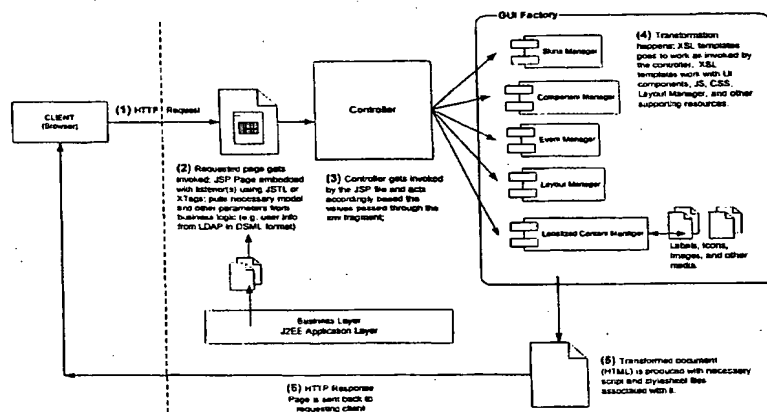 GUI Factory
Skins Manager
Component Manager
Event Manager
Layout Manager
Localized Content Manager
(4) Transformation
happens; XSL templates
goes to work as invoked by
the controller. XSL
templates work with UI
components, JS, CSS,
Layout Manager, and other
supporting resources.
Labels, Icons,
Images, and other
media.
CLIENT
(Browser)
(1) HTTP Request
Controller
(2) Requested page gets
invoked; JSP Page embedded
with listener(s) using JSTL or
XTags; puts necessary model
and other parameters from
business logic (e.g. user info
from LDAP in DSML format)
(3) Controller gets invoked
by the JSP file and acts
accordingly based the
values passed through the
xml fragment;
Business Layer
J2EE Application Layer
(5) Transformed document
(HTML) is produced with necessary
script and stylesheet files
associated with it.
HTTP Response
Page is sent back to
requesting client